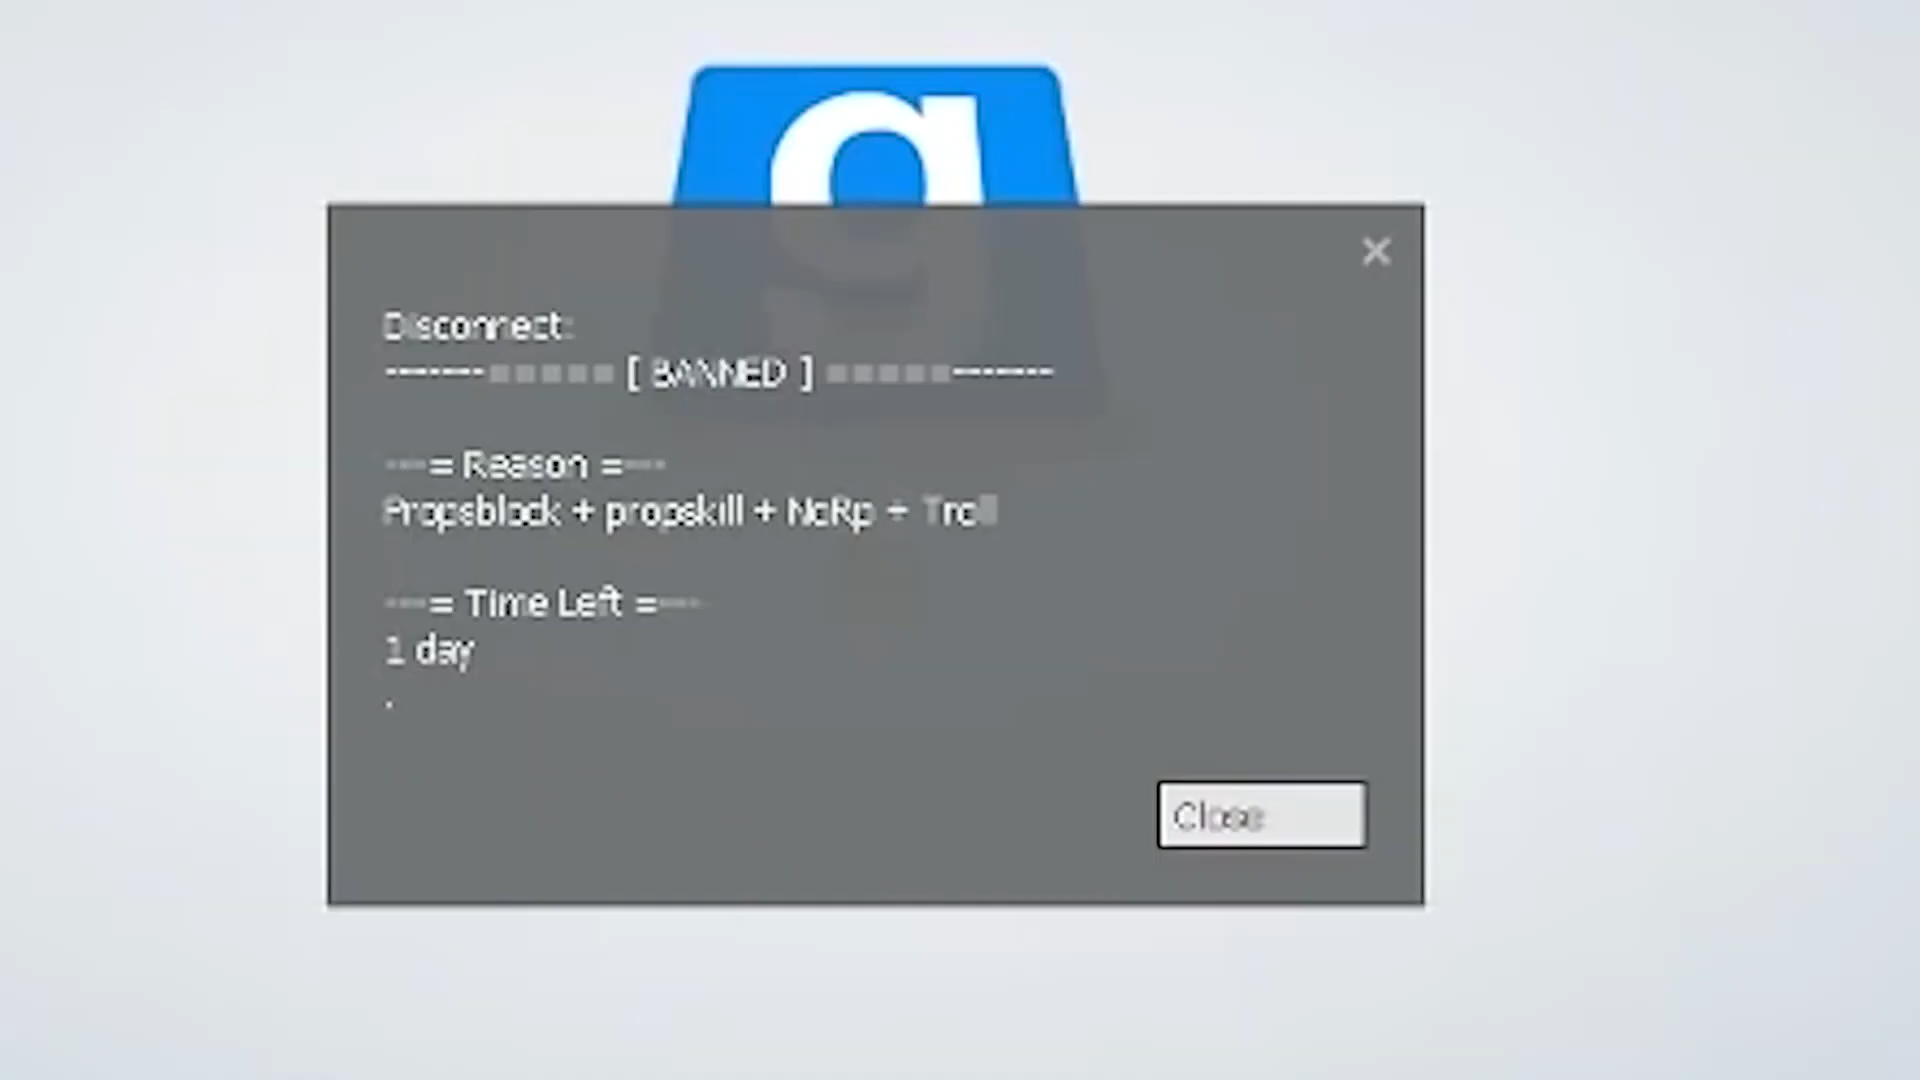 g
Disconnect:
-------===== [ BANNED ] =====-------
---= Reason =---
Propsblock + propskill + NoRp + Troll
---= Time Left =---
1 day
.
Close